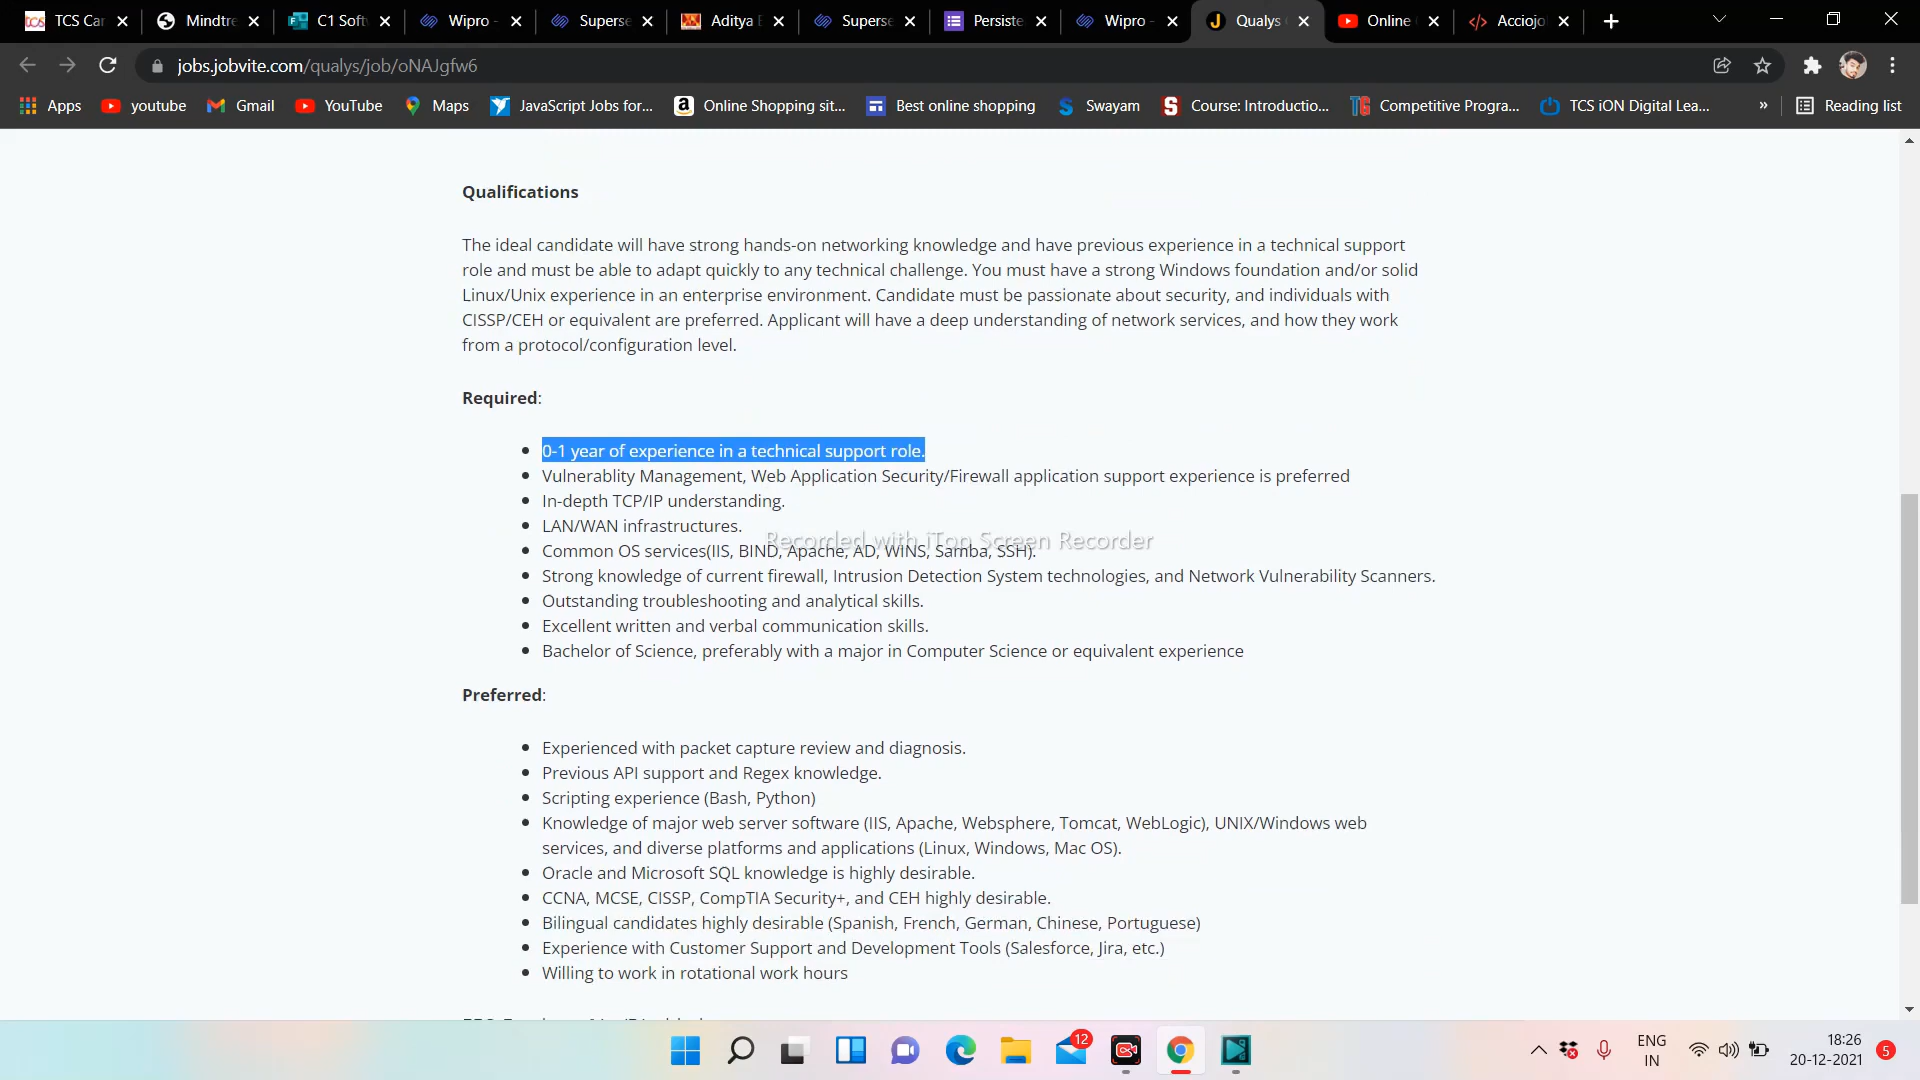 TCS Car
Mindtre
C1 Soft
Wipro -
Superse
Aditya B
Superse
Persiste
Wipro -
Qualys
Online
Acciojo
jobs.jobvite.com/qualys/job/oNAJgfw6
Apps
youtube
Gmail
YouTube
Maps
JavaScript Jobs for...
Online Shopping sit...
Best online shopping
Swayam
Course: Introductio...
Competitive Progra...
TCS iON Digital Lea...
»
Reading list
Qualifications
The ideal candidate will have strong hands-on networking knowledge and have previous experience in a technical support
role and must be able to adapt quickly to any technical challenge. You must have a strong Windows foundation and/or solid
Linux/Unix experience in an enterprise environment. Candidate must be passionate about security, and individuals with
CISSP/CEH or equivalent are preferred. Applicant will have a deep understanding of network services, and how they work
from a protocol/configuration level.
Required:
0-1 year of experience in a technical support role.
Vulnerablity Management, Web Application Security/Firewall application support experience is preferred
In-depth TCP/IP understanding.
LAN/WAN infrastructures.
Recorded with iTop Screen Recorder
Common OS services(IIS, BIND, Apache, AD, WINS, Samba, SSH).
Strong knowledge of current firewall, Intrusion Detection System technologies, and Network Vulnerability Scanners.
Outstanding troubleshooting and analytical skills.
Excellent written and verbal communication skills.
Bachelor of Science, preferably with a major in Computer Science or equivalent experience
Preferred:
Experienced with packet capture review and diagnosis.
Previous API support and Regex knowledge.
Scripting experience (Bash, Python)
Knowledge of major web server software (IIS, Apache, Websphere, Tomcat, WebLogic), UNIX/Windows web
services, and diverse platforms and applications (Linux, Windows, Mac OS).
Oracle and Microsoft SQL knowledge is highly desirable.
CCNA, MCSE, CISSP, CompTIA Security+, and CEH highly desirable.
Bilingual candidates highly desirable (Spanish, French, German, Chinese, Portuguese)
Experience with Customer Support and Development Tools (Salesforce, Jira, etc.)
Willing to work in rotational work hours
12
ENG
IN
18:26
20-12-2021
5